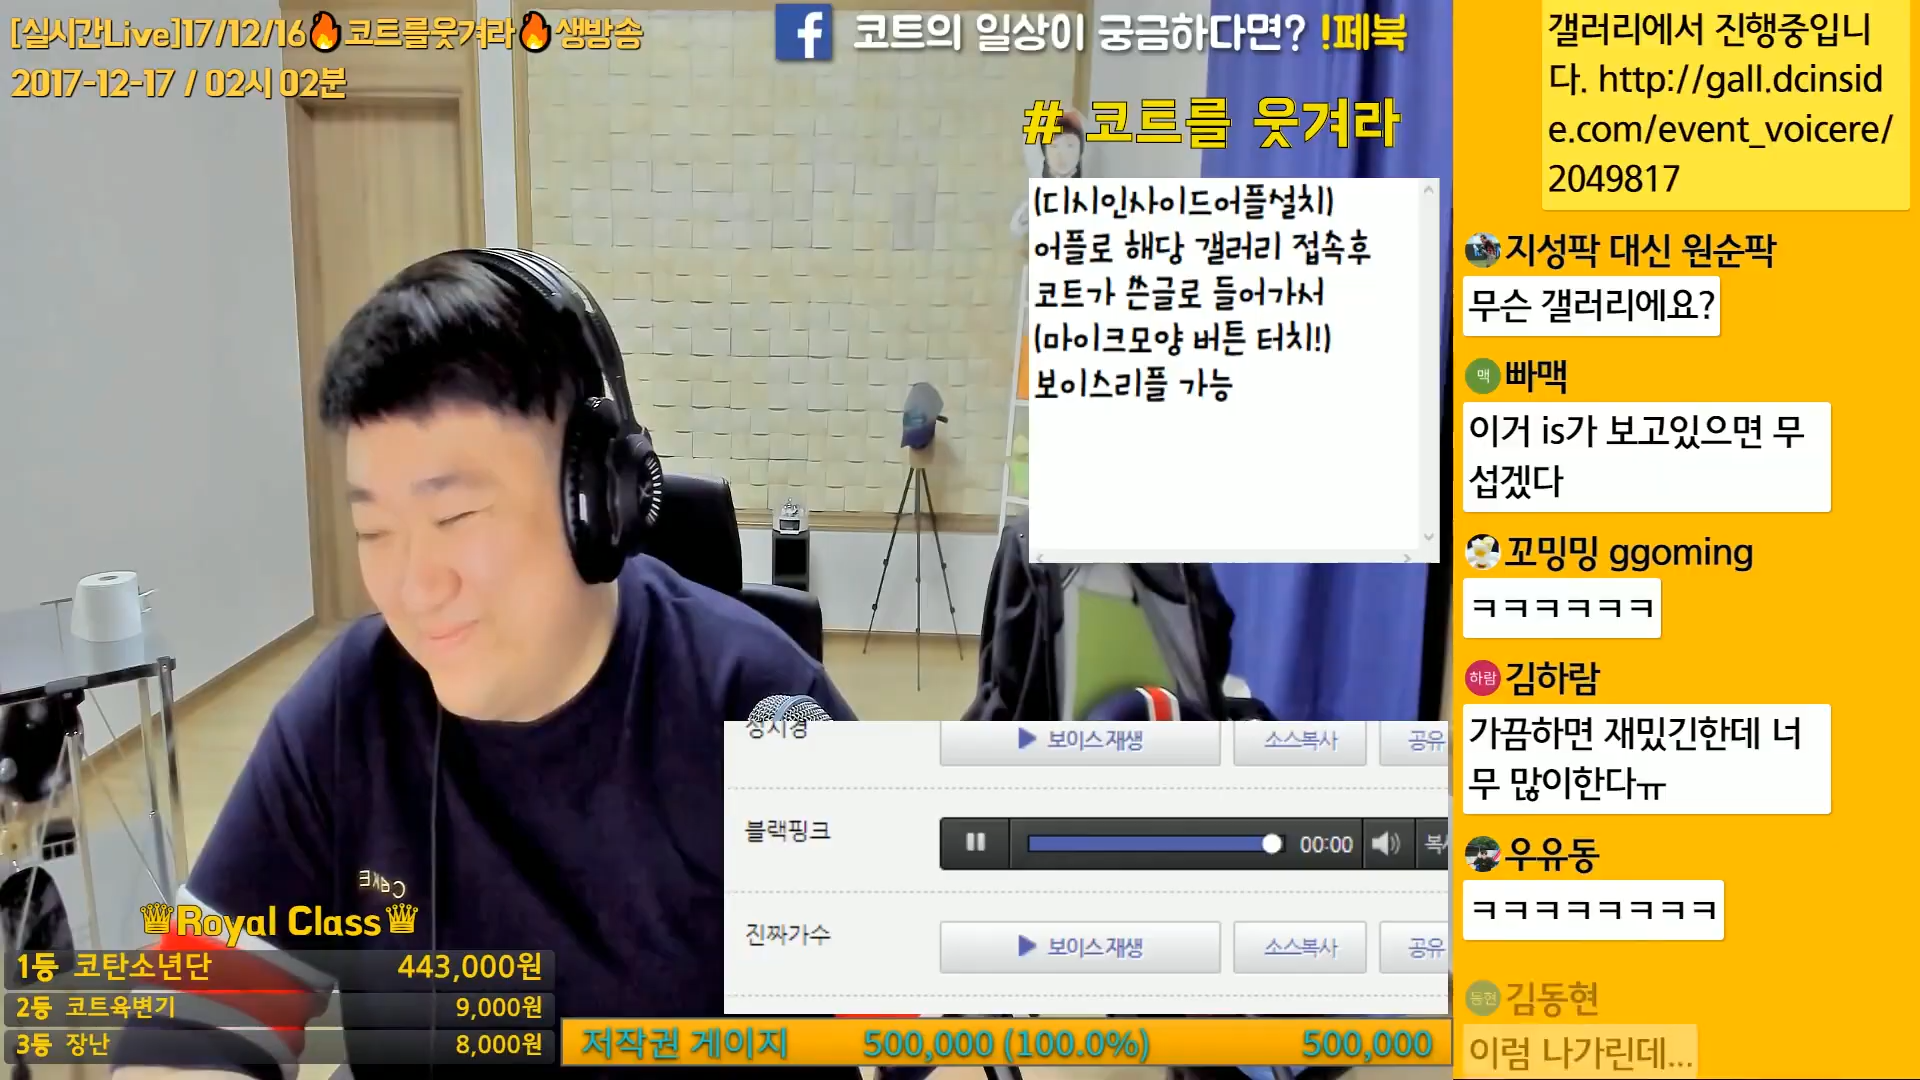 [실시간Live]17/12/16🔥코트를웃겨라🔥생방송
2017-12-17 / 02시 02분
코트의 일상이 궁금하다면? !페북
# 코트를 웃겨라
(디시인사이드어플설치)
어플로 해당 갤러리 접속후
코트가 쓴글로 들어가서
(마이크모양 버튼 터치!)
보이스리플 가능
갤러리에서 진행중입니
다. http://gall.dcinsid
e.com/event_voicere/
2049817
지성팍 대신 원순팍
무슨 갤러리에요?
맥 빠맥
이거 is가 보고있으면 무
섭겠다
꼬밍밍 ggoming
ㅋㅋㅋㅋㅋㅋ
하람 김하람
가끔하면 재밌긴한데 너
무 많이한다ㅠ
우유동
ㅋㅋㅋㅋㅋㅋㅋㅋ
동현 김동현
이럼 나가린데...
성시경 보이스 재생 소스복사 공유
블랙핑크 00:00
진짜가수 보이스 재생 소스복사 공유
CAKE
Royal Class
1등 코탄소년단 443,000원
2등 코트육변기 9,000원
3등 장난 8,000원
저작권 게이지 500,000 (100.0%) 500,000